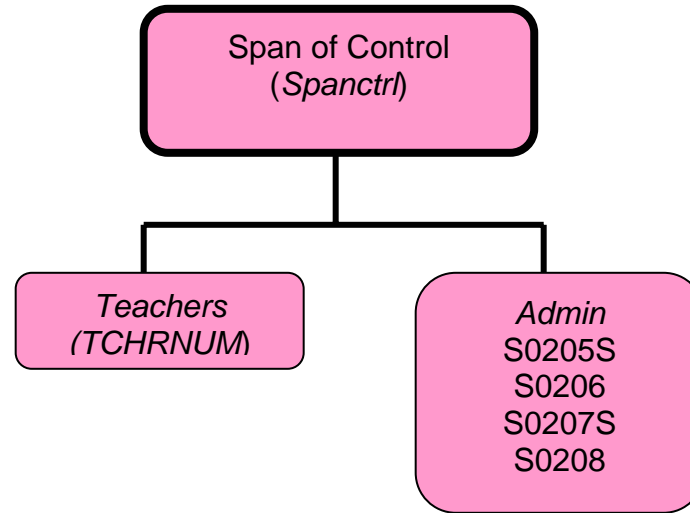 Span of Control
(Spanctrl)
Teachers
(TCHRNUM)
Admin
S0205S
S0206
S0207S
S0208